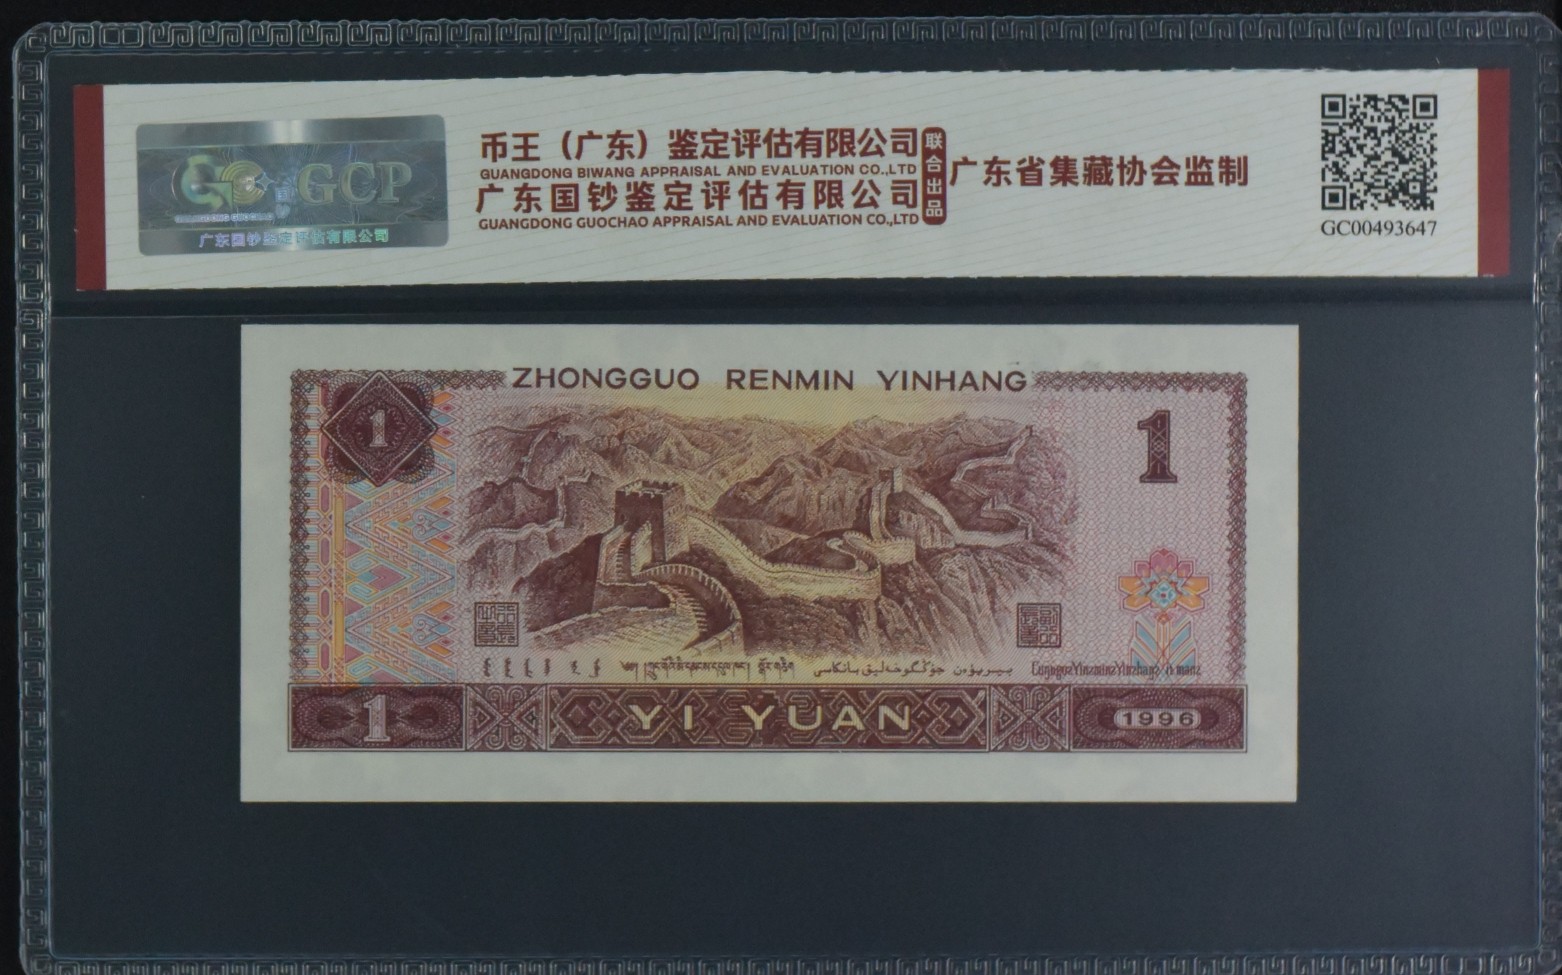 GCP
广东国钞鉴定评估有限公司
币王（广东）鉴定评估有限公司
GUANGDONG BIWANG APPRAISAL AND EVALUATION CO.,LTD
广东国钞鉴定评估有限公司
GUANGDONG GUOCHAO APPRAISAL AND EVALUATION CO.,LTD
联合出品
广东省集藏协会监制
GC00493647
ZHONGGUO RENMIN YINHANG
1
1
1
YI YUAN
1996